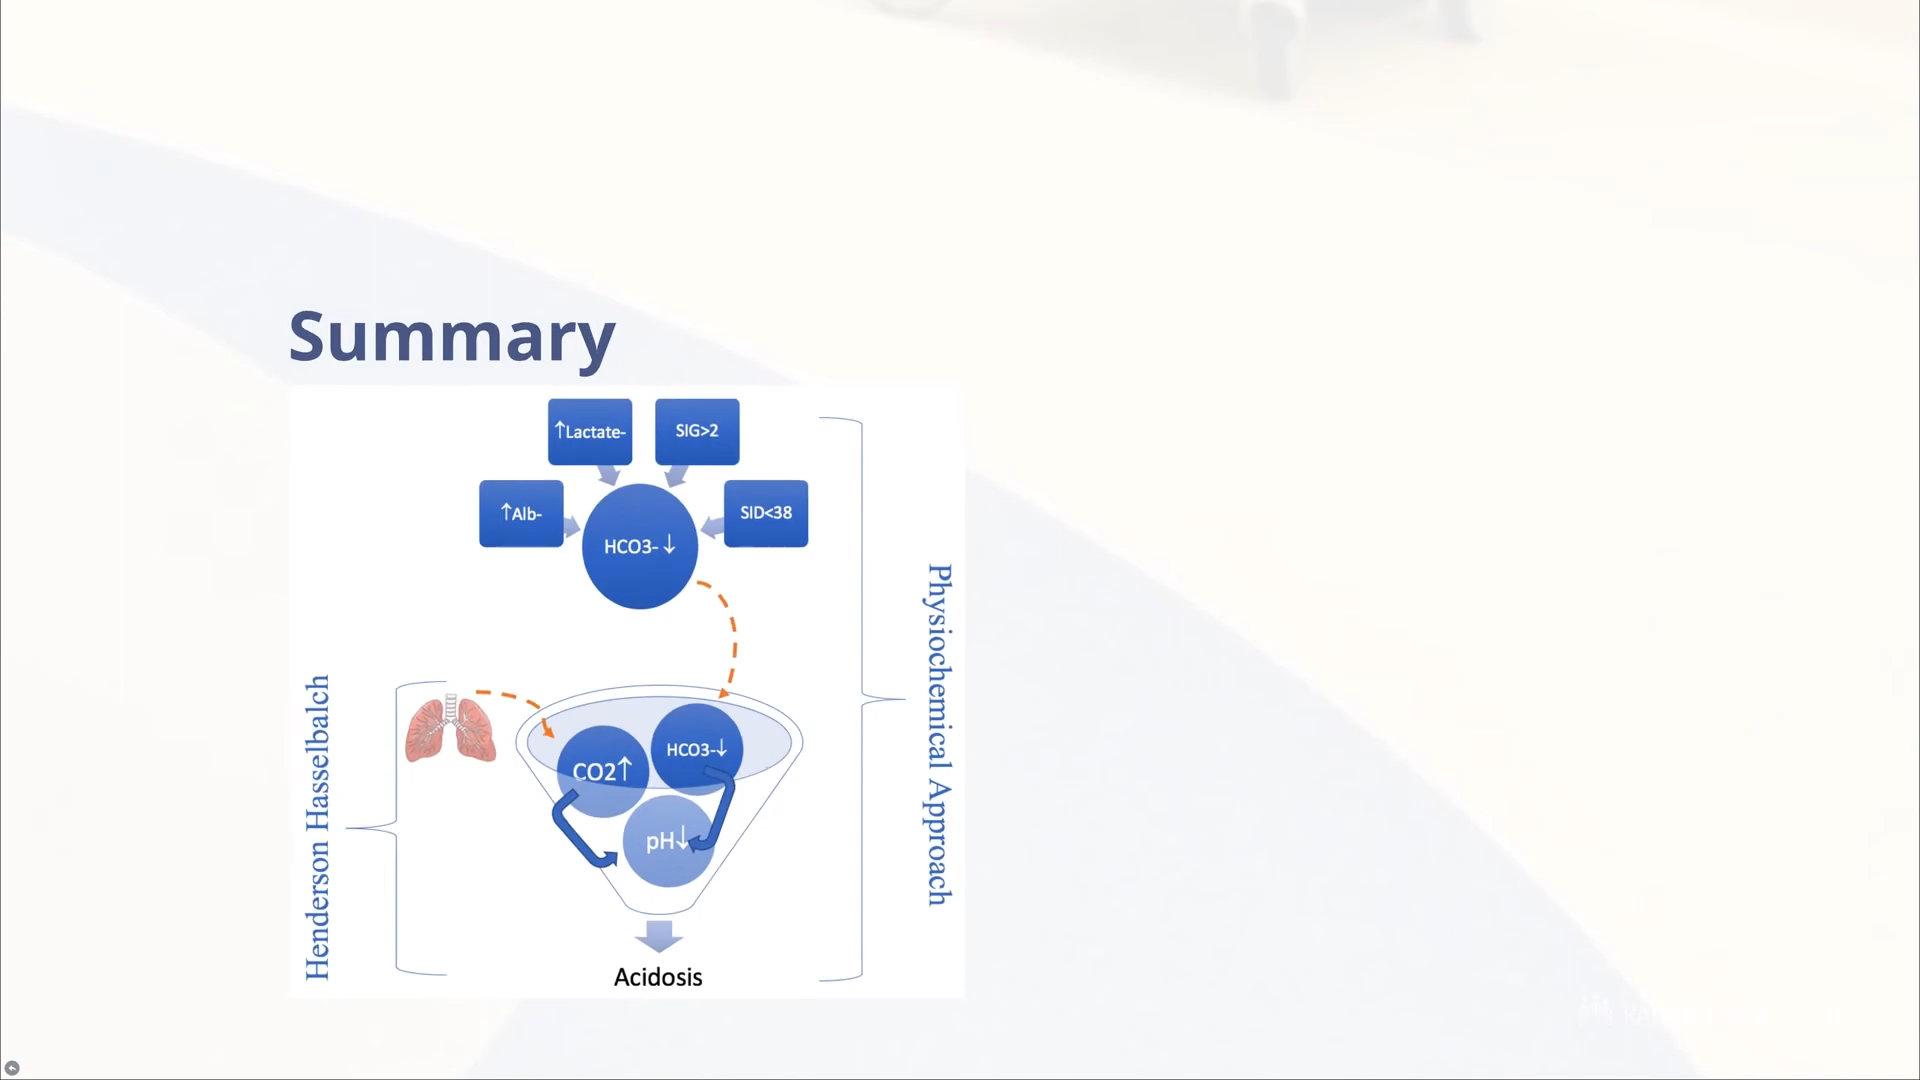 Summary
↑Lactate-
SIG>2
↑Alb-
SID<38
HCO3-↓
Henderson Hasselbalch
Physiochemical Approach
CO2↑
HCO3-↓
pH↓
Acidosis